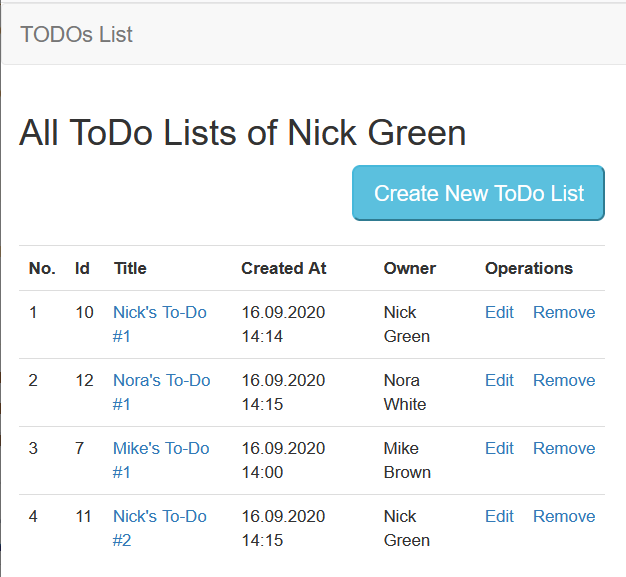 TODOs List
All ToDo Lists of Nick Green
Create New ToDo List
No. Id Title Created At Owner Operations
1 10 Nick's To-Do 16.09.2020 Nick Edit Remove
#1 14:14 Green
2 12 Nora's To-Do 16.09.2020 Nora Edit Remove
#1 14:15 White
3 7 Mike's To-Do 16.09.2020 Mike Edit Remove
#1 14:00 Brown
4 11 Nick's To-Do 16.09.2020 Nick Edit Remove
#2 14:15 Green